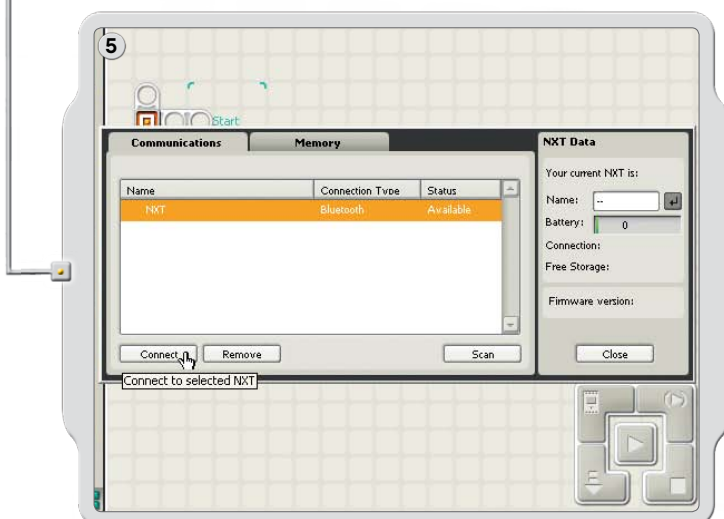 5
Start
Communications
Memory
Name
Connection Type
Status
NXT
Bluetooth
Available
Connect
Remove
Scan
Connect to selected NXT
NXT Data
Your current NXT is:
Name: --
Battery: 0
Connection:
Free Storage:
Firmware version:
Close